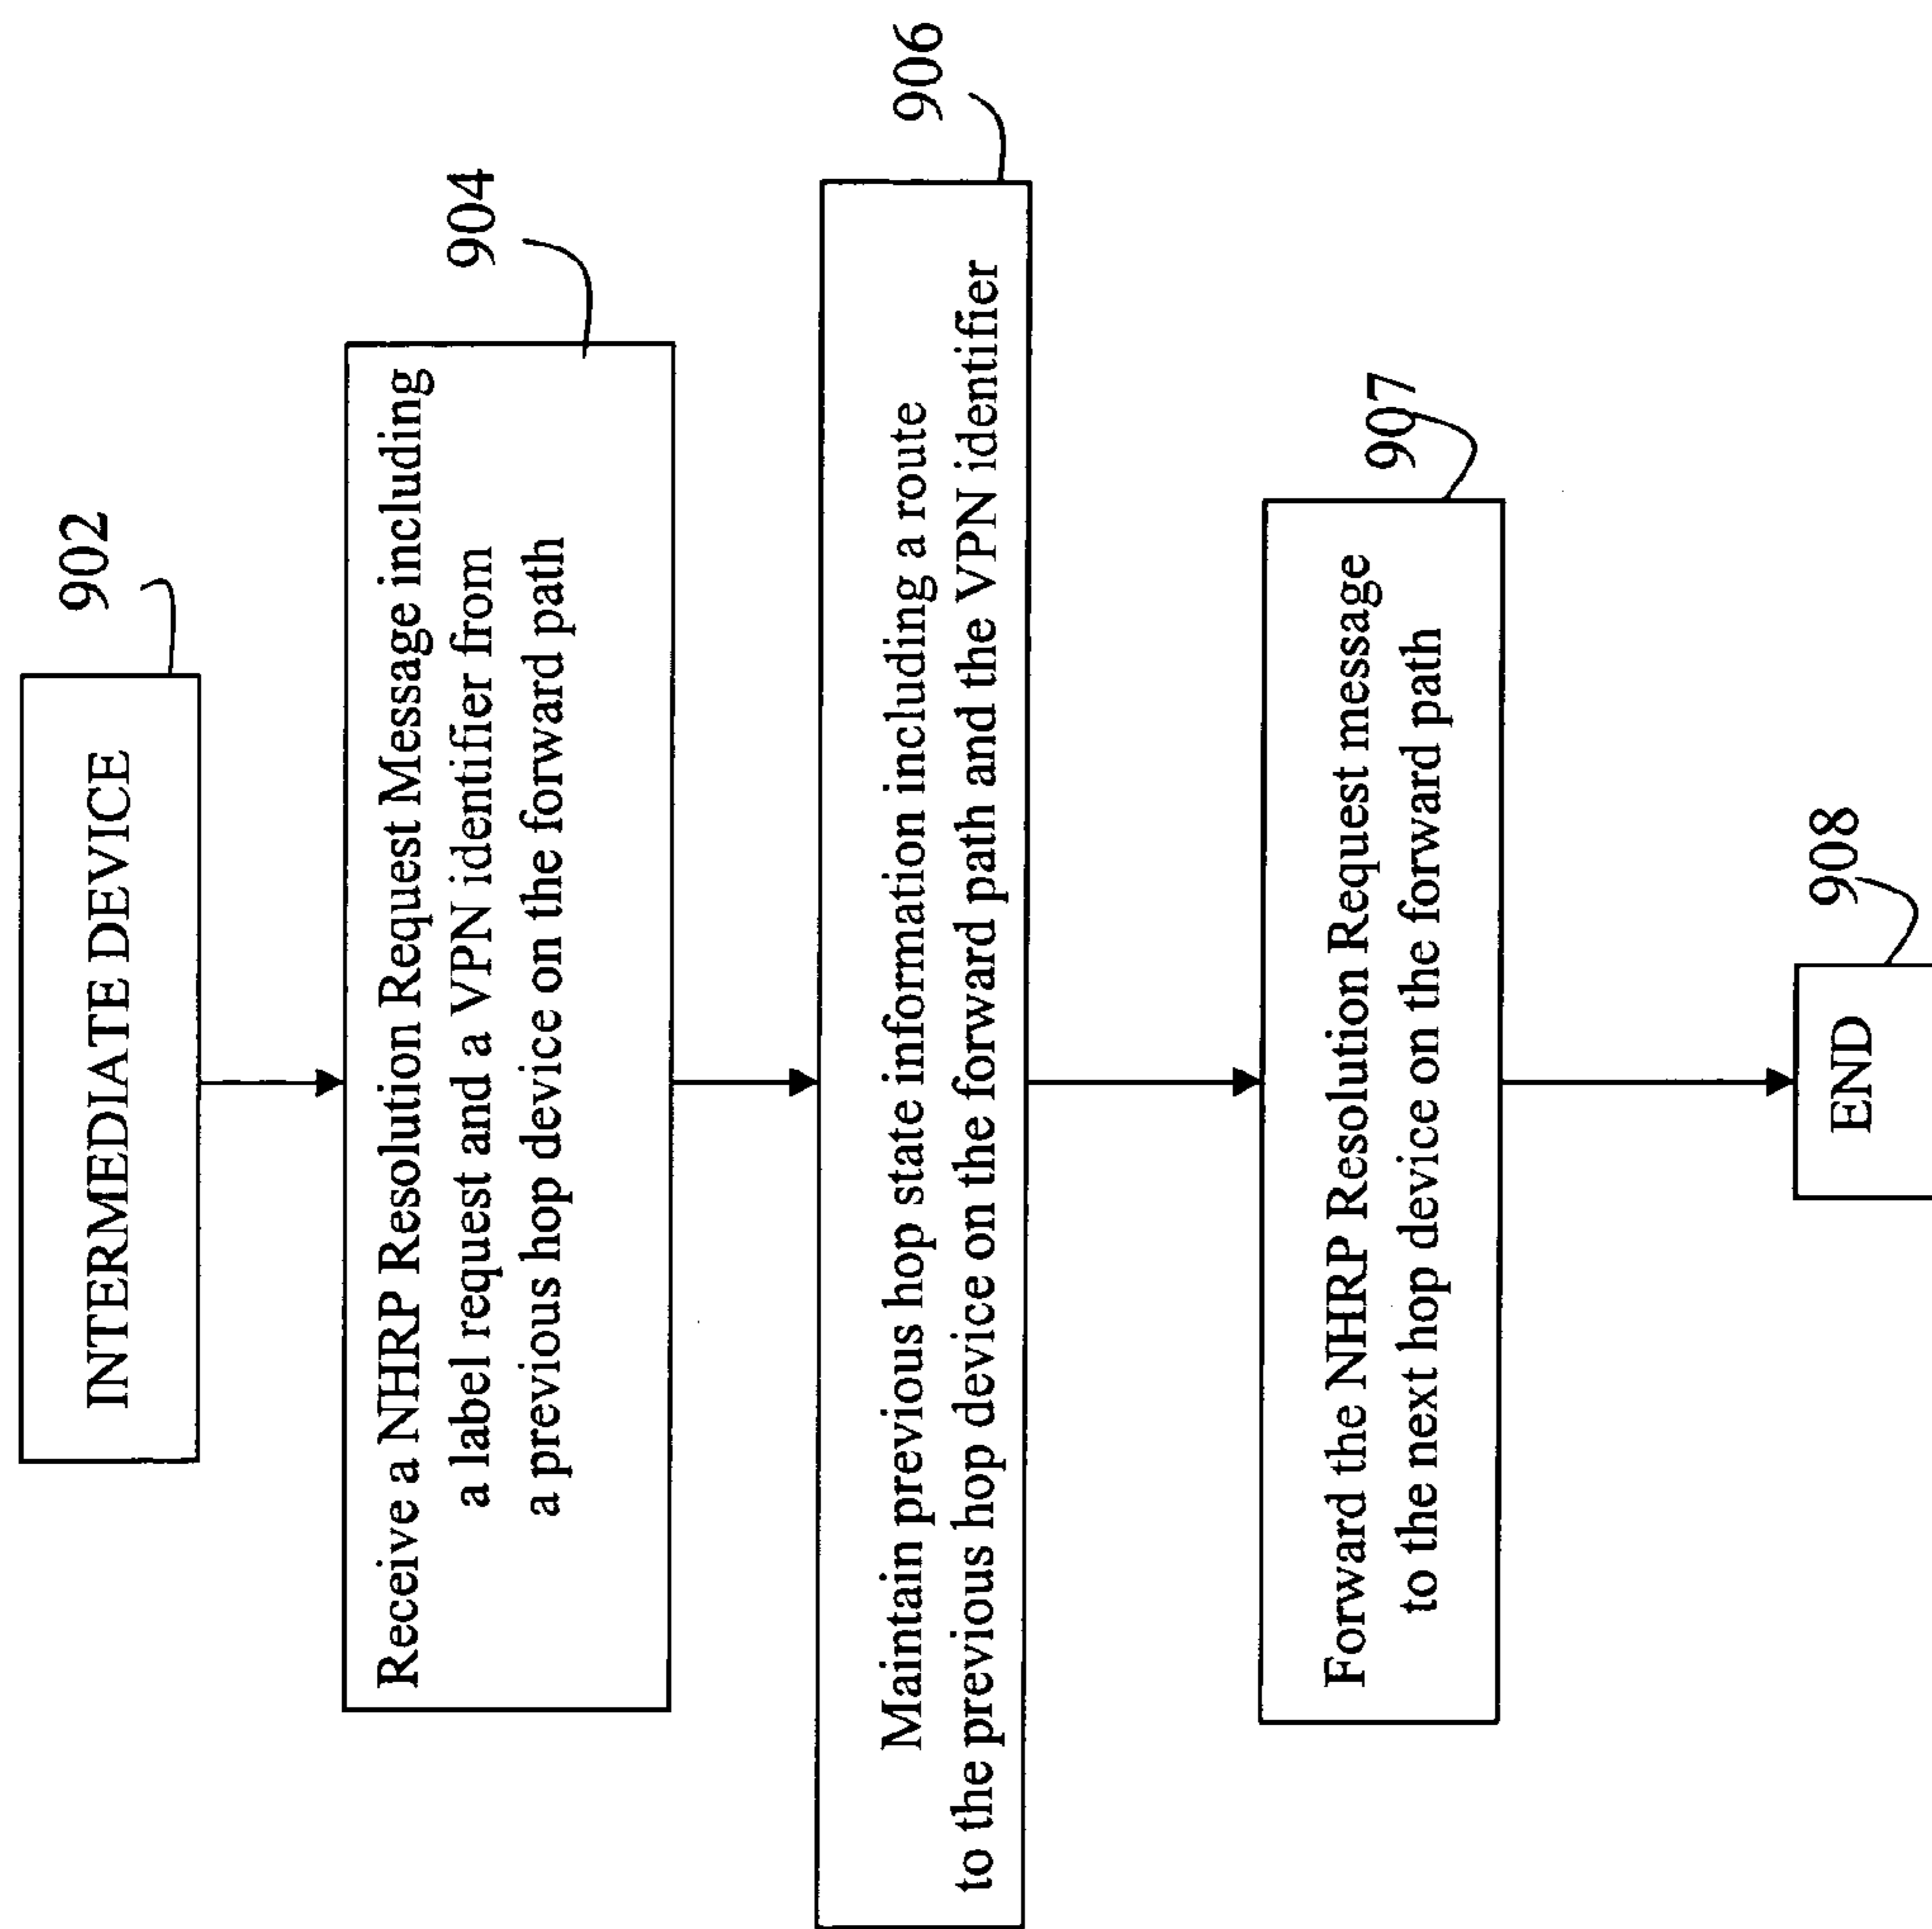 INTERMEDIATE DEVICE
902
Receive a NHRP Resolution Request Message including
a label request and a VPN identifier from
a previous hop device on the forward path
904
Maintain previous hop state information including a route
to the previous hop device on the forward path and the VPN identifier
906
Forward the NHRP Resolution Request message
to the next hop device on the forward path
907
END
908